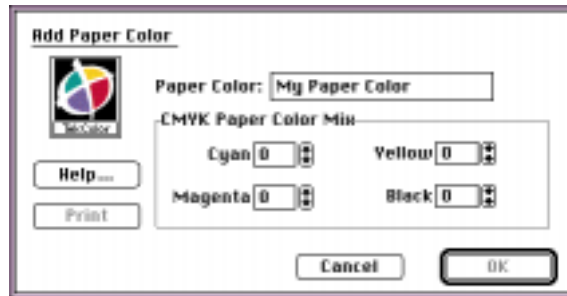 Add Paper Color
TekColor
Paper Color: My Paper Color
CMYK Paper Color Mix
Cyan 0 Yellow 0
Help...
Magenta 0 Black 0
Print
Cancel OK